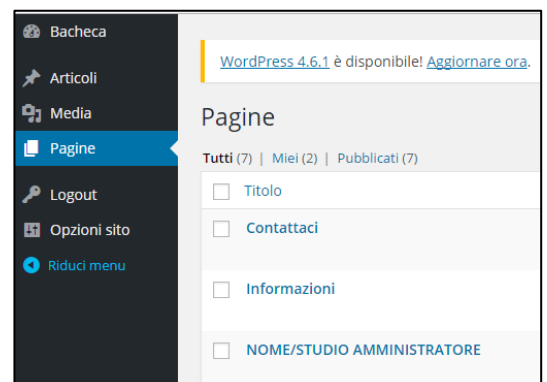 Bacheca
Articoli
Media
Pagine
Logout
Opzioni sito
Riduci menu
WordPress 4.6.1 è disponibile! Aggiornare ora.
Pagine
Tutti (7) | Miei (2) | Pubblicati (7)
Titolo
Contattaci
Informazioni
NOME/STUDIO AMMINISTRATORE